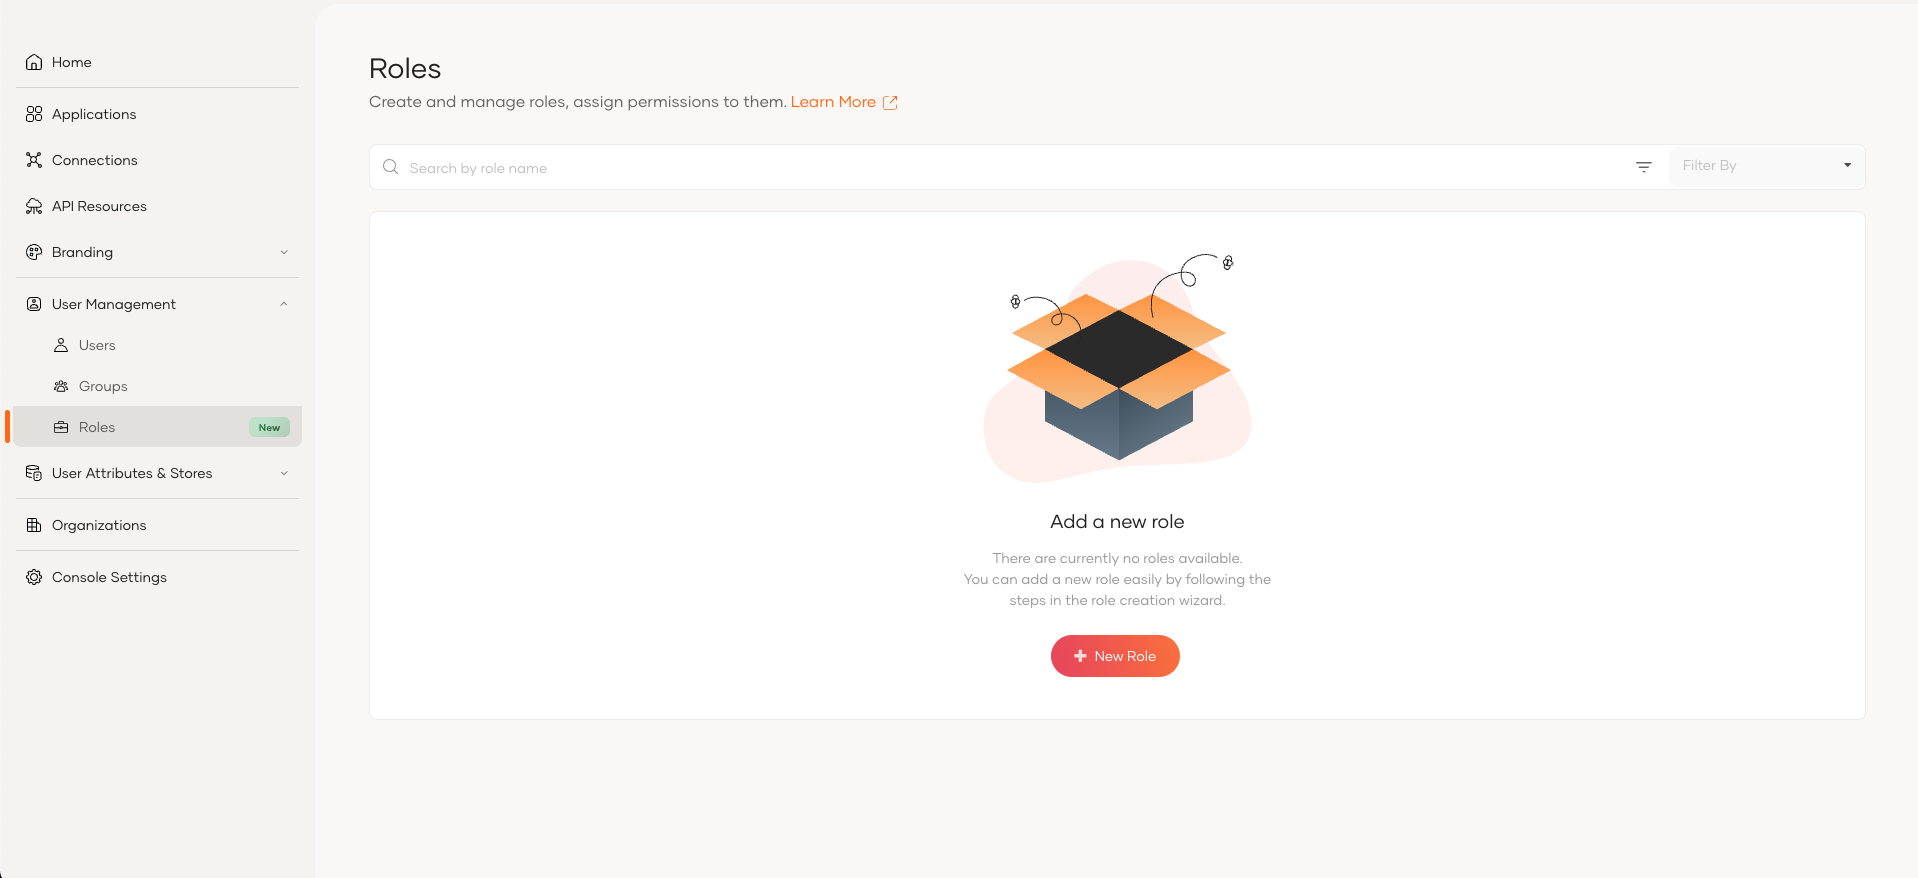 Home
Applications
Connections
API Resources
Branding
User Management
Users
Groups
Roles New
User Attributes & Stores
Organizations
Console Settings
Roles
Create and manage roles, assign permissions to them. Learn More
Search by role name
Filter By
Add a new role
There are currently no roles available.
You can add a new role easily by following the
steps in the role creation wizard.
New Role